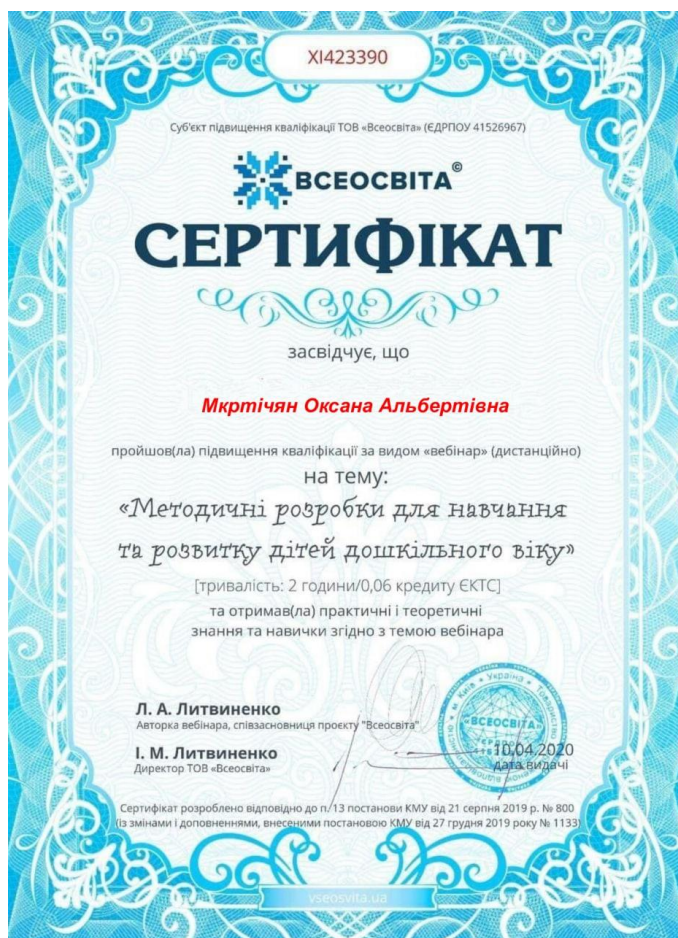 XI423390
Суб'єкт підвищення кваліфікації ТОВ «Всеосвіта» (ЄДРПОУ 41526967)
ВСЕОСВІТА©
СЕРТИФІКАТ
засвідчує, що
Мкртічян Оксана Альбертівна
пройшов(ла) підвищення кваліфікації за видом «вебінар» (дистанційно)
на тему:
«Методичні розробки для навчання
та розвитку дітей дошкільного віку»
[тривалість: 2 години/0,06 кредиту ЄКТС]
та отримав(ла) практичні і теоретичні
знання та навички згідно з темою вебінара
Л. А. Литвиненко
Авторка вебінара, співзасновниця проєкту "Всеосвіта"
І. М. Литвиненко
Директор ТОВ «Всеосвіта»
Україна * Товариство
м. Київ
«ВСЕОСВІТА»
10.04.2020
дата видачі
Сертифікат розроблено відповідно до п. 13 постанови КМУ від 21 серпня 2019 р. № 800
(із змінами і доповненнями, внесеними постановою КМУ від 27 грудня 2019 року № 1133)
vseosvita.ua